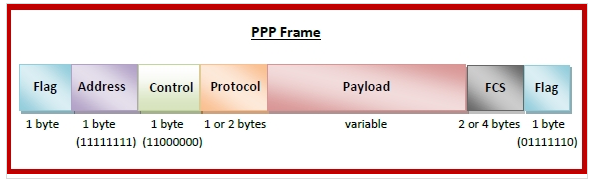 PPP Frame
Flag Address Control Protocol Payload FCS Flag
1 byte 1 byte 1 byte 1 or 2 bytes variable 2 or 4 bytes 1 byte
(11111111) (11000000) (01111110)